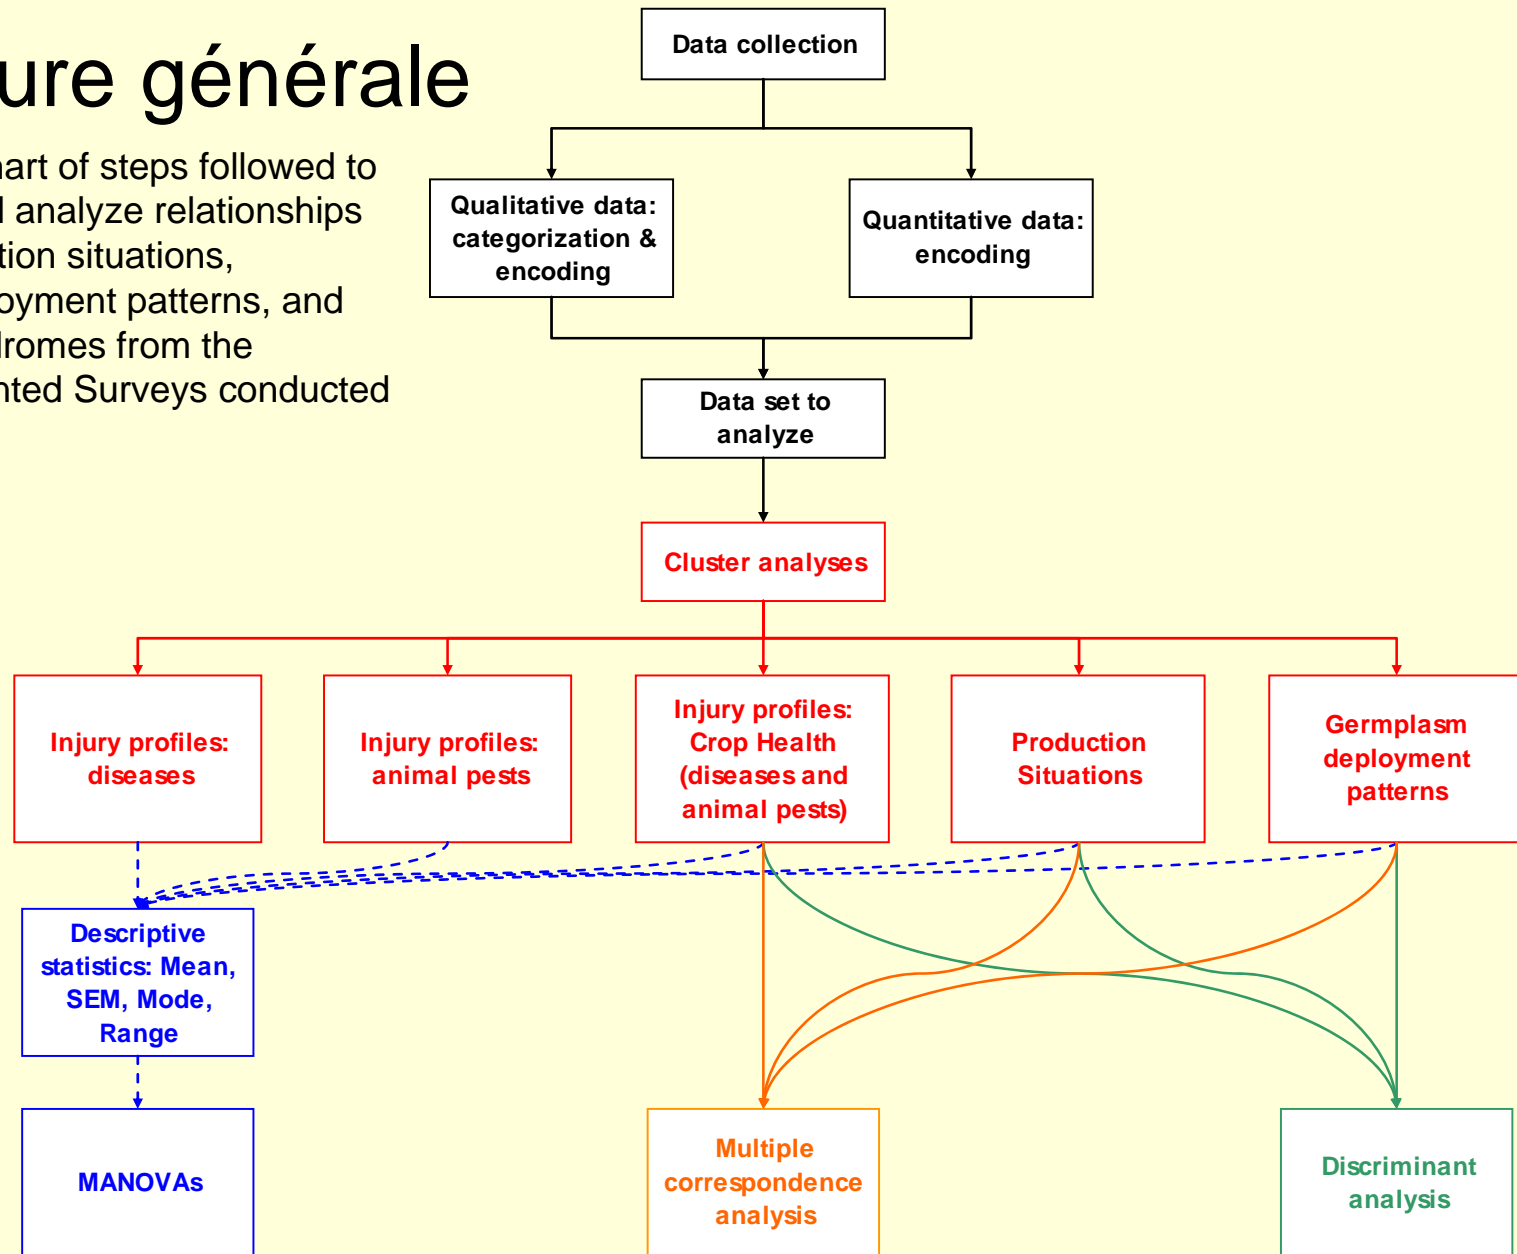 ure générale
art of steps followed to
analyze relationships
tion situations,
oyment patterns, and
dromes from the
nted Surveys conducted
Data collection
Qualitative data:
categorization &
encoding
Quantitative data:
encoding
Data set to
analyze
Cluster analyses
Injury profiles:
diseases
Injury profiles:
animal pests
Injury profiles:
Crop Health
(diseases and
animal pests)
Production
Situations
Germplasm
deployment
patterns
Descriptive
statistics: Mean,
SEM, Mode,
Range
MANOVAs
Multiple
correspondence
analysis
Discriminant
analysis